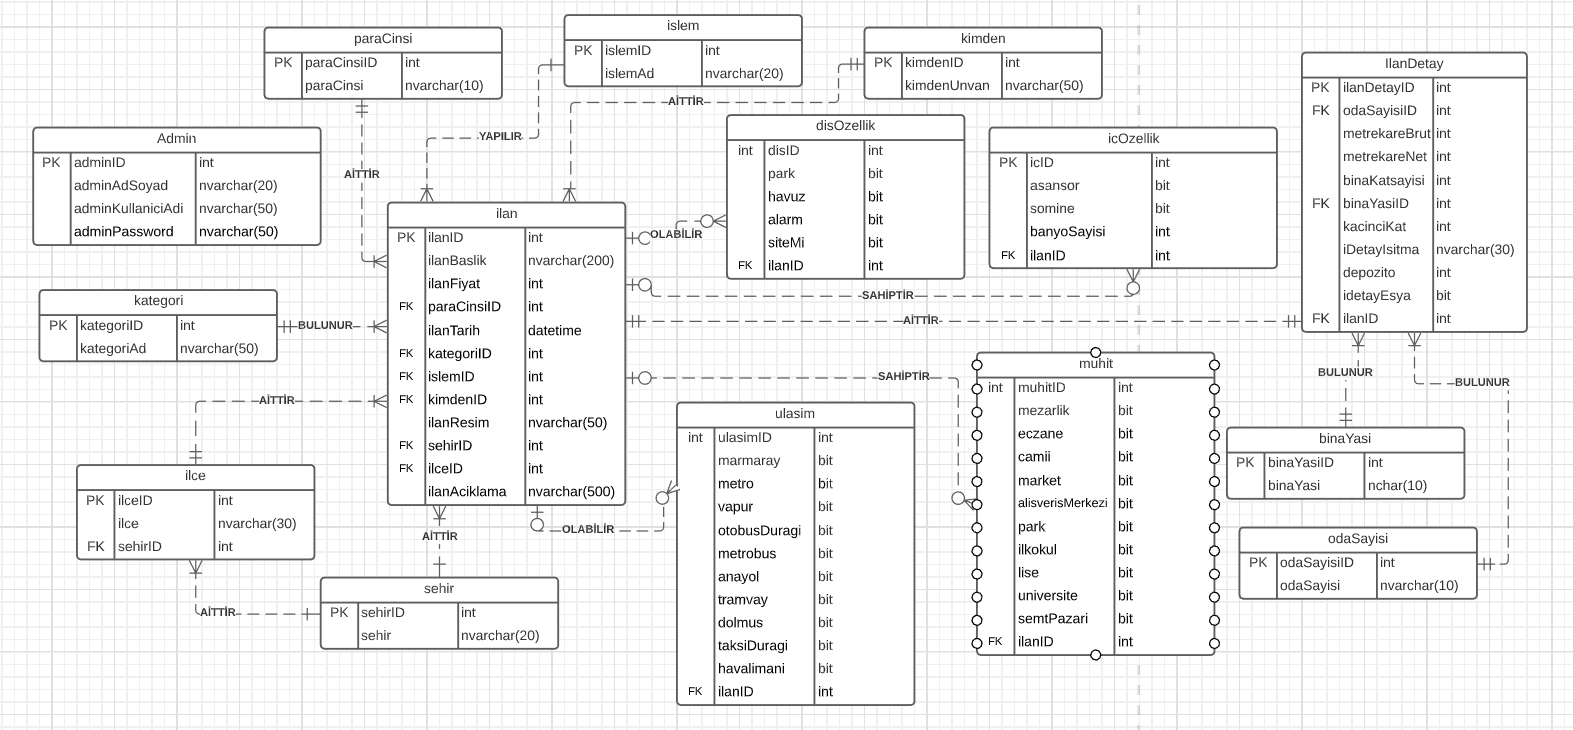 paraCinsi
PK paraCinsiID int
paraCinsi nvarchar(10)
islem
PK islemID int
islemAd nvarchar(20)
kimden
PK kimdenID int
kimdenUnvan nvarchar(50)
IlanDetay
PK ilanDetayID int
FK odaSayisiID int
metrekareBrut int
metrekareNet int
binaKatsayisi int
FK binaYasiID int
kacinciKat int
iDetayIsitma nvarchar(30)
depozito int
idetayEsya bit
FK ilanID int
AİTTİR
YAPILIR
AİTTİR
Admin
PK adminID int
adminAdSoyad nvarchar(20)
adminKullaniciAdi nvarchar(50)
adminPassword nvarchar(50)
disOzellik
int disID int
park bit
havuz bit
alarm bit
siteMi bit
FK ilanID int
icOzellik
PK icID int
asansor bit
somine bit
banyoSayisi int
FK ilanID int
ilan
PK ilanID int
ilanBaslik nvarchar(200)
ilanFiyat int
FK paraCinsiID int
ilanTarih datetime
FK kategoriID int
FK islemID int
FK kimdenID int
ilanResim nvarchar(50)
FK sehirID int
FK ilceID int
ilanAciklama nvarchar(500)
OLABİLİR
SAHİPTİR
AİTTİR
SAHİPTİR
kategori
PK kategoriID int
kategoriAd nvarchar(50)
BULUNUR
AİTTİR
ilce
PK ilceID int
ilce nvarchar(30)
FK sehirID int
AİTTİR
AİTTİR
sehir
PK sehirID int
sehir nvarchar(20)
OLABİLİR
ulasim
int ulasimID int
marmaray bit
metro bit
vapur bit
otobusDuragi bit
metrobus bit
anayol bit
tramvay bit
dolmus bit
taksiDuragi bit
havalimani bit
FK ilanID int
muhit
int muhitID int
mezarlik bit
eczane bit
camii bit
market bit
alisverisMerkezi bit
park bit
ilkokul bit
lise bit
universite bit
semtPazari bit
FK ilanID int
BULUNUR
BULUNUR
binaYasi
PK binaYasiID int
binaYasi nchar(10)
odaSayisi
PK odaSayisiID int
odaSayisi nvarchar(10)